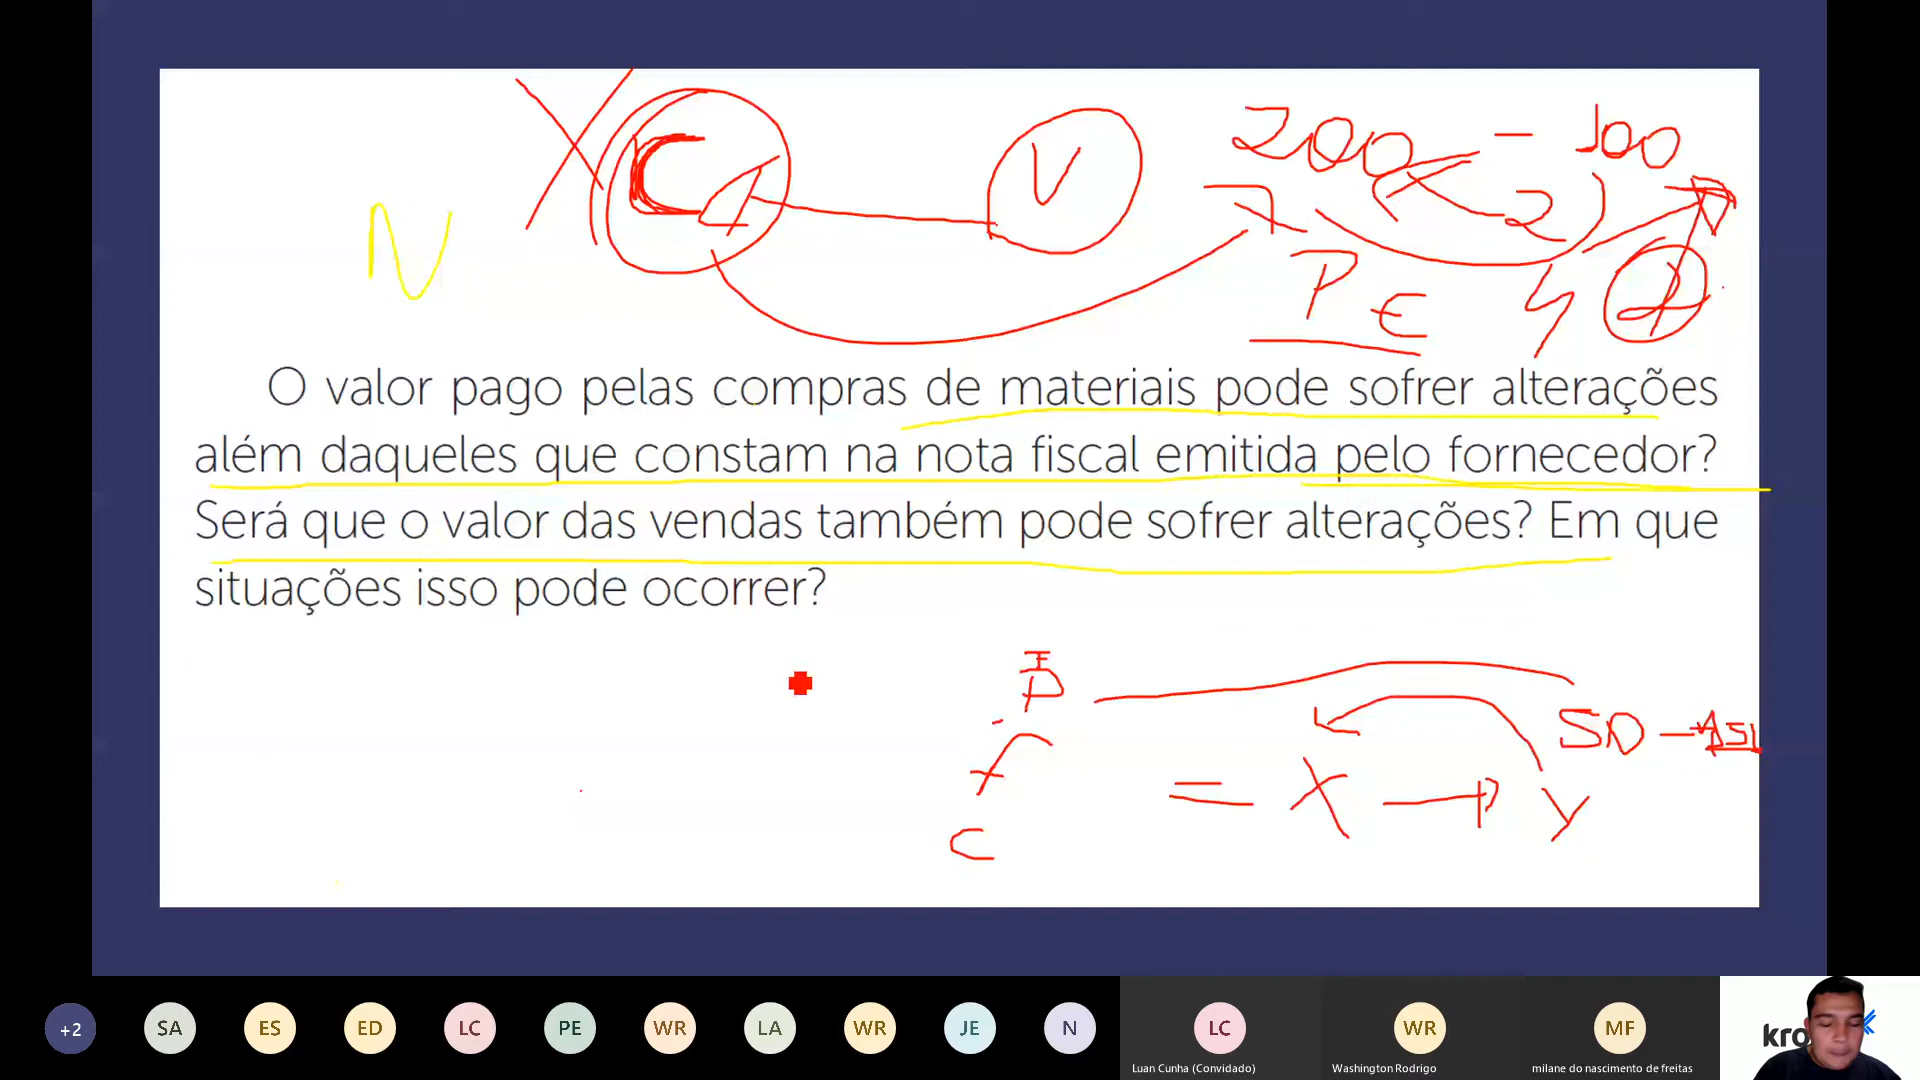 200 - 100
C V
N
P E
O valor pago pelas compras de materiais pode sofrer alterações
além daqueles que constam na nota fiscal emitida pelo fornecedor?
Será que o valor das vendas também pode sofrer alterações? Em que
situações isso pode ocorrer?
D
SD
= X Y
C
+2 SA ES ED LC PE WR LA WR JE N LC WR MF
Luan Cunha (Convidado) Washington Rodrigo milane do nascimento de freitas